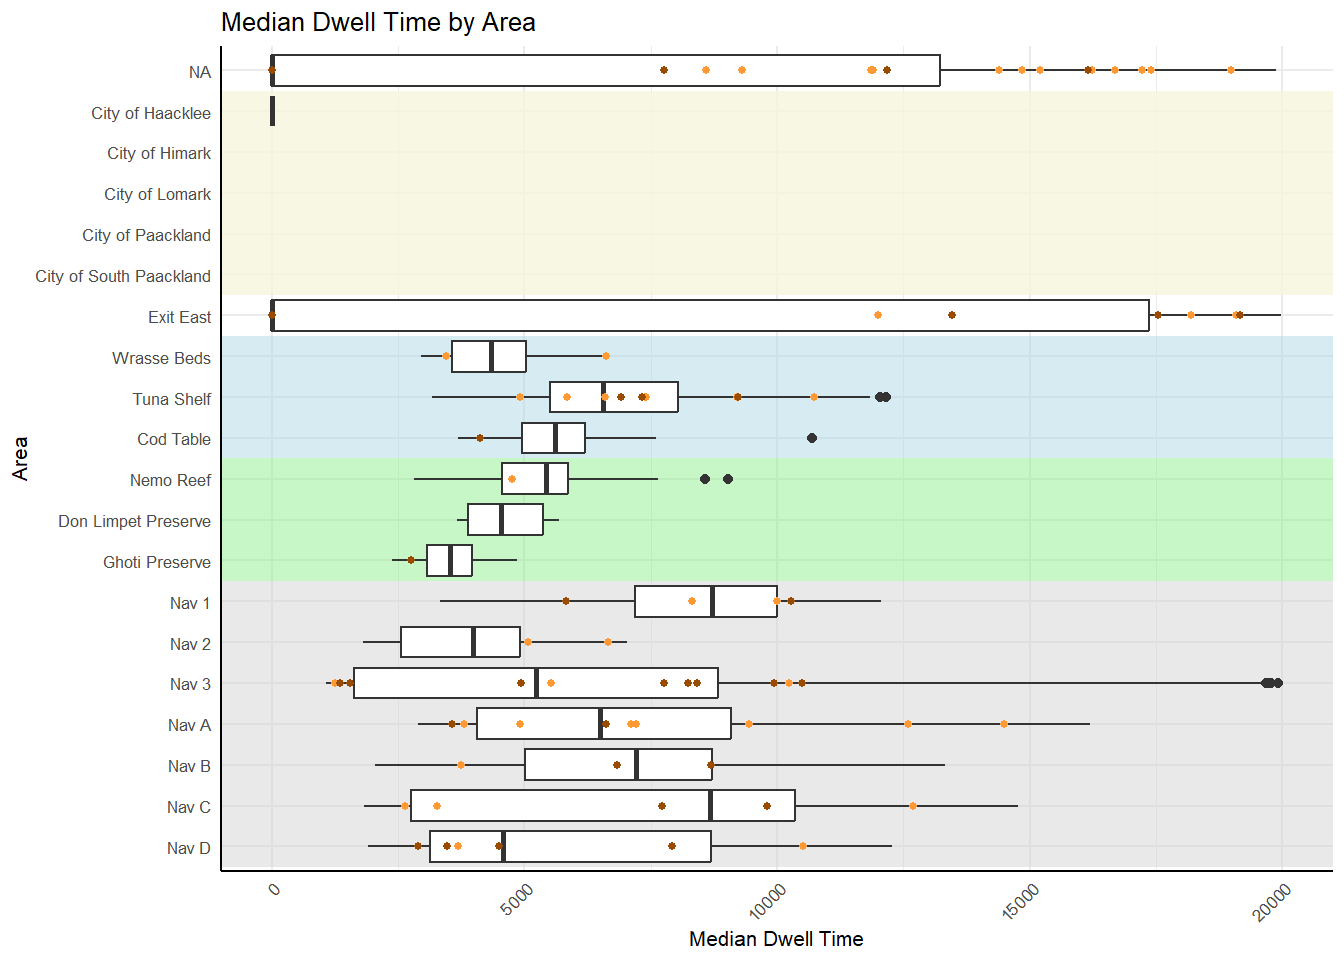 Median Dwell Time by Area
NA
City of Haacklee
City of Himark
City of Lomark
City of Paackland
City of South Paackland
Exit East
Wrasse Beds
Tuna Shelf
Cod Table
Nemo Reef
Don Limpet Preserve
Ghoti Preserve
Nav 1
Nav 2
Nav 3
Nav A
Nav B
Nav C
Nav D
Area
0
5000
10000
15000
20000
Median Dwell Time